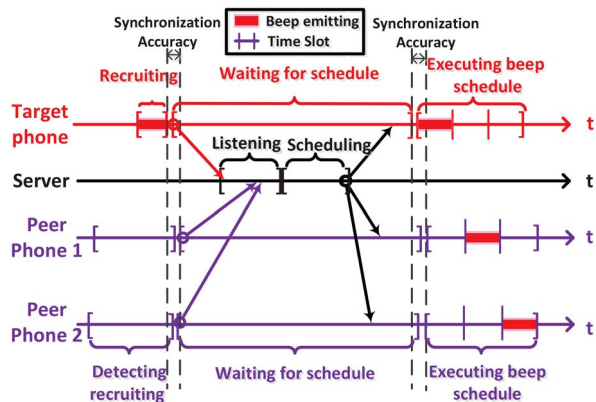 Synchronization
Accuracy
Beep emitting
Time Slot
Synchronization
Accuracy
Recruiting
Waiting for schedule
Executing beep
schedule
Target
phone
t
Listening
Scheduling
Server
t
Peer
Phone 1
t
Peer
Phone 2
t
Detecting
recruiting
Waiting for schedule
Executing beep
schedule